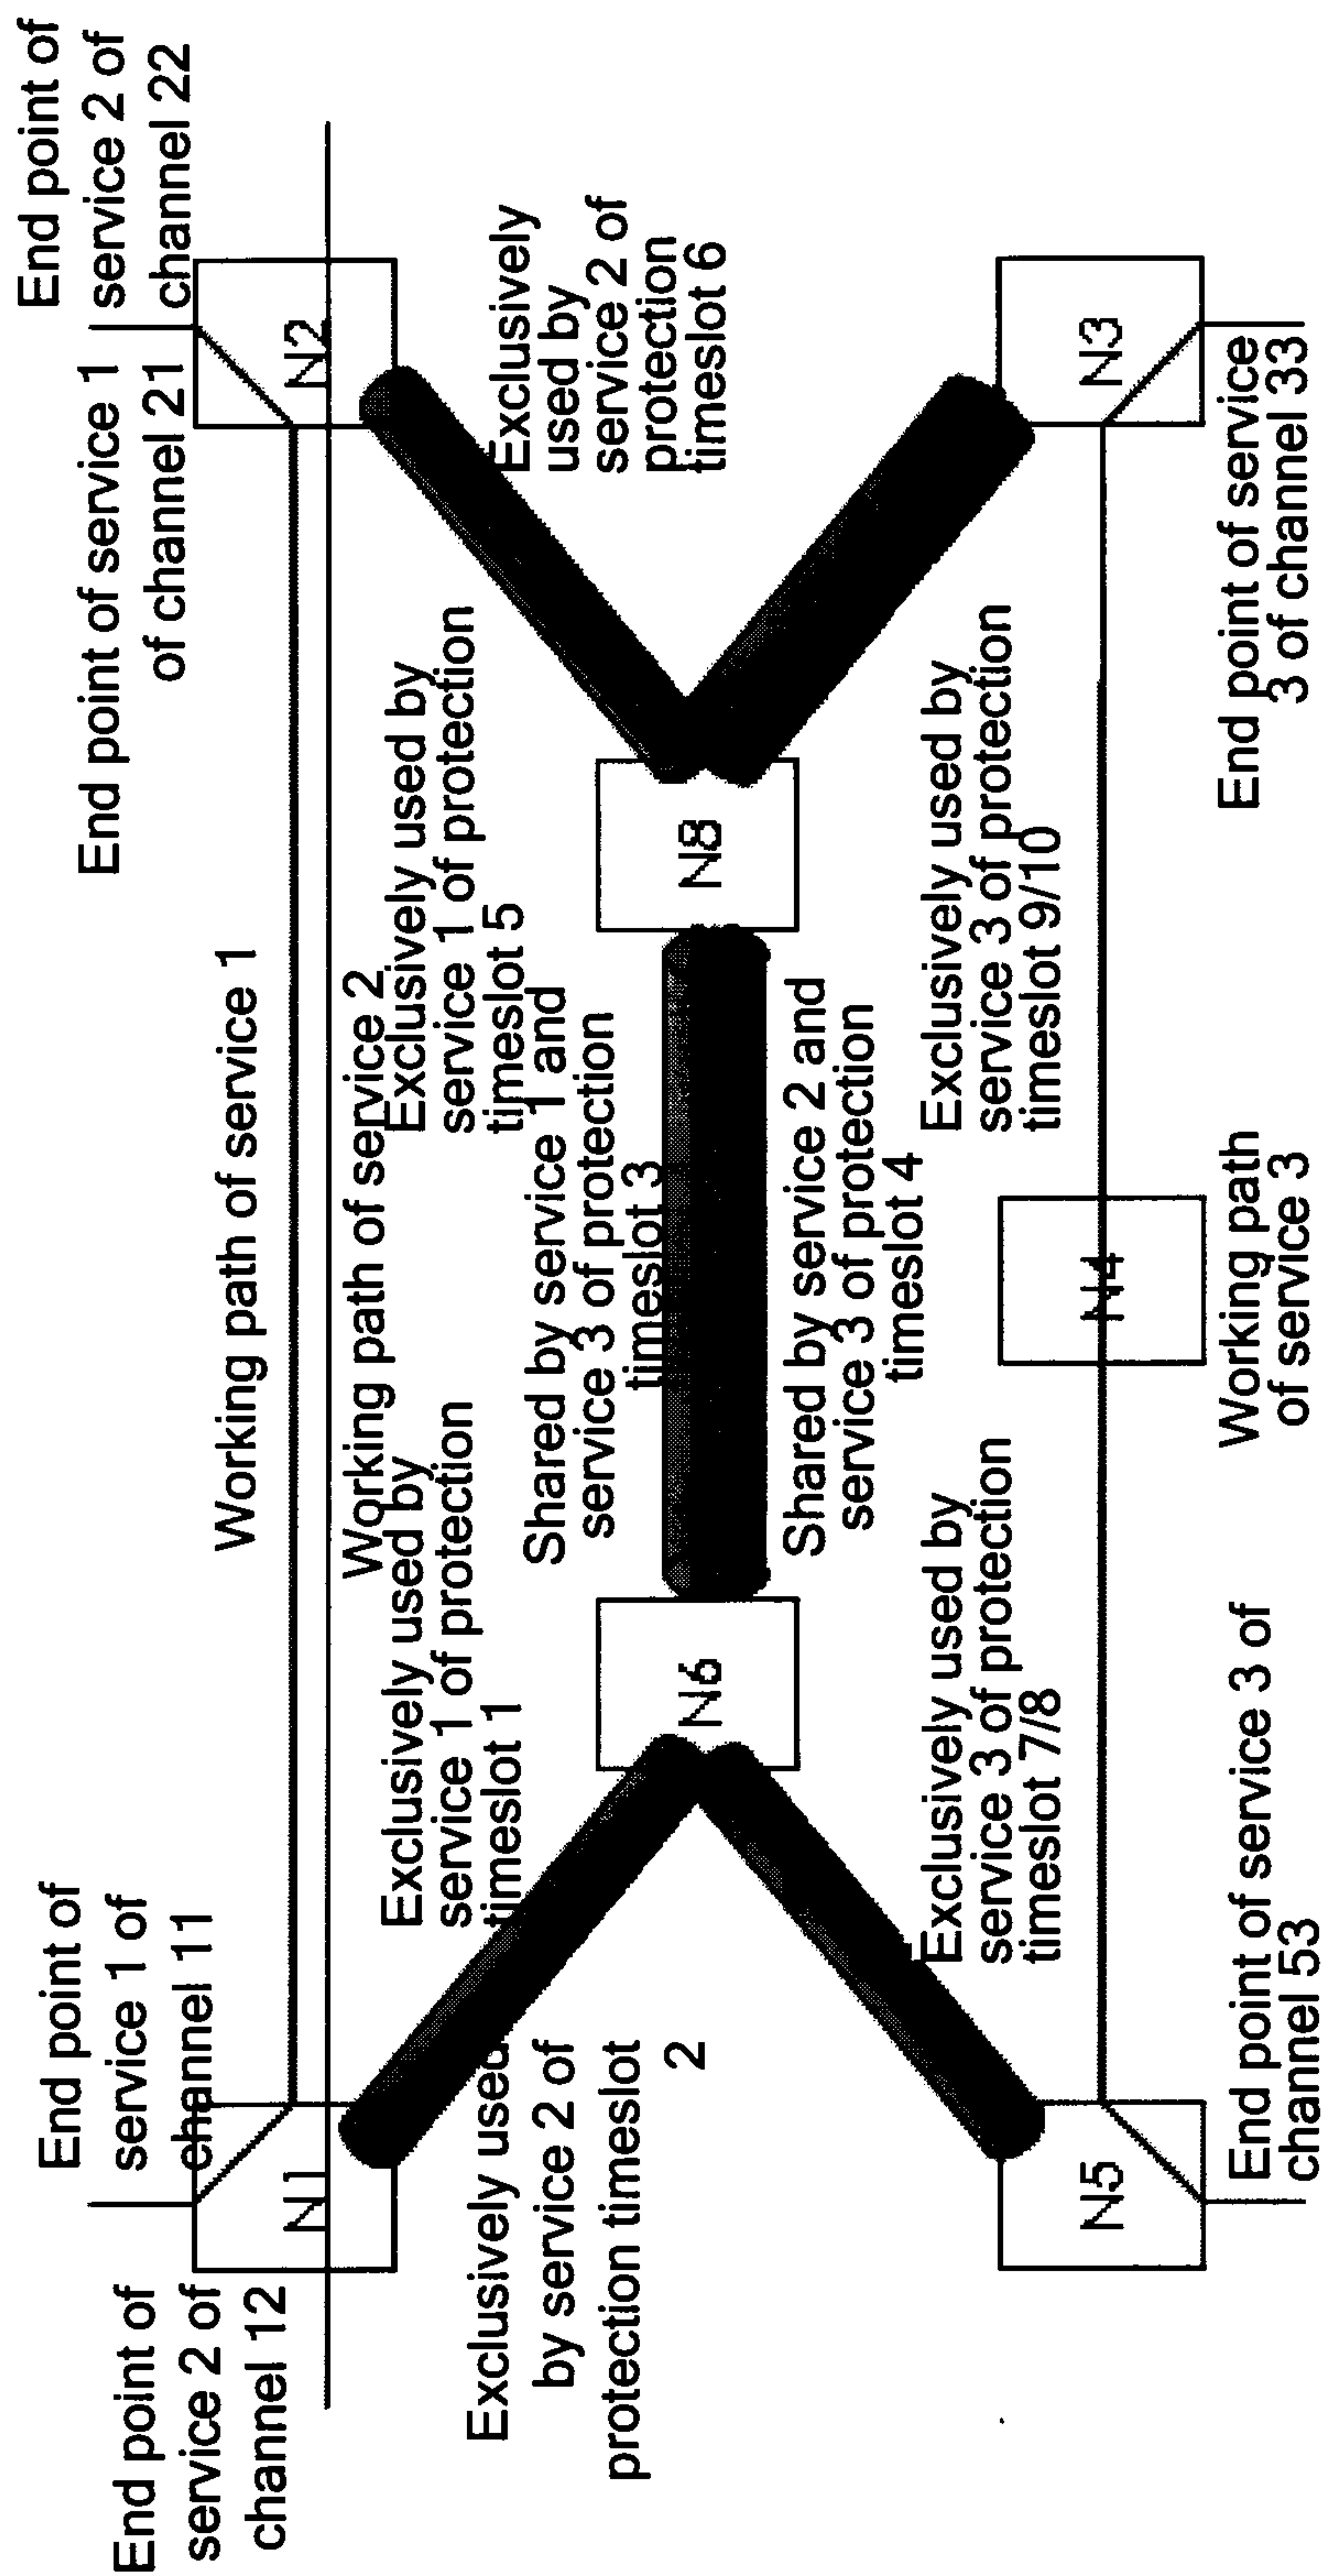 End point of
service 2 of
channel 12
End point of
service 1 of
channel 11
End point of service 1
of channel 21
End point of
service 2 of
channel 22
N1
Working path of service 1
N2
Working path of service 2
Exclusively used by
service 1 of protection
timeslot 1
Exclusively used by
service 1 of protection
timeslot 5
Exclusively used
by service 2 of
protection timeslot
2
Shared by service 1 and
service 3 of protection
timeslot 3
Exclusively
used by
service 2 of
protection
timeslot 6
N6
N8
Shared by service 2 and
service 3 of protection
timeslot 4
Exclusively used by
service 3 of protection
timeslot 7/8
Exclusively used by
service 3 of protection
timeslot 9/10
N5
N4
N3
End point of service 3 of
channel 53
Working path
of service 3
End point of service
3 of channel 33